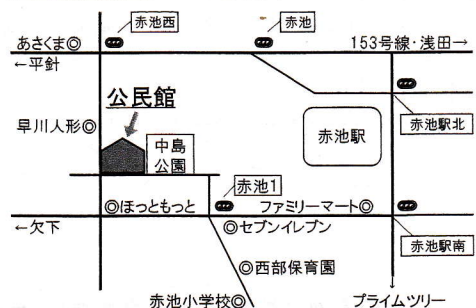 赤池西
赤池
あさくま◎
153号線・浅田→
←平針
公民館
早川人形◎
中島
公園
赤池駅
赤池駅北
赤池1
◎ほっともっと
ファミリーマート◎
←欠下
◎セブンイレブン
赤池駅南
◎西部保育園
赤池小学校◎
プライムツリー